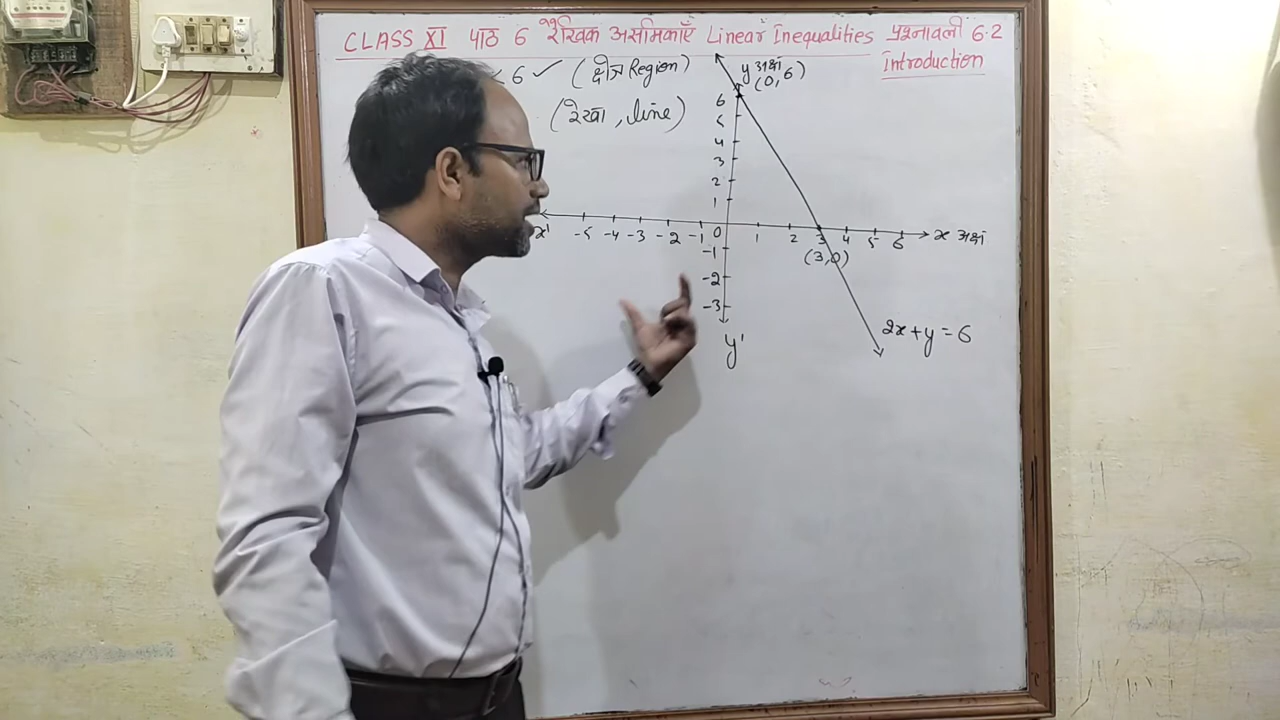 CLASS XI पाठ 6 रैखिक असमिकाएँ Linear Inequalities प्रश्नावली 6.2
Introduction
< 6 ✓ (क्षेत्र Region)
(रेखा, line)
y अक्ष
(0, 6)
6
5
4
3
2
1
x' -5 -4 -3 -2 -1 0 1 2 3 4 5 6 x अक्ष
(3, 0)
-1
-2
-3
y'
2x + y = 6